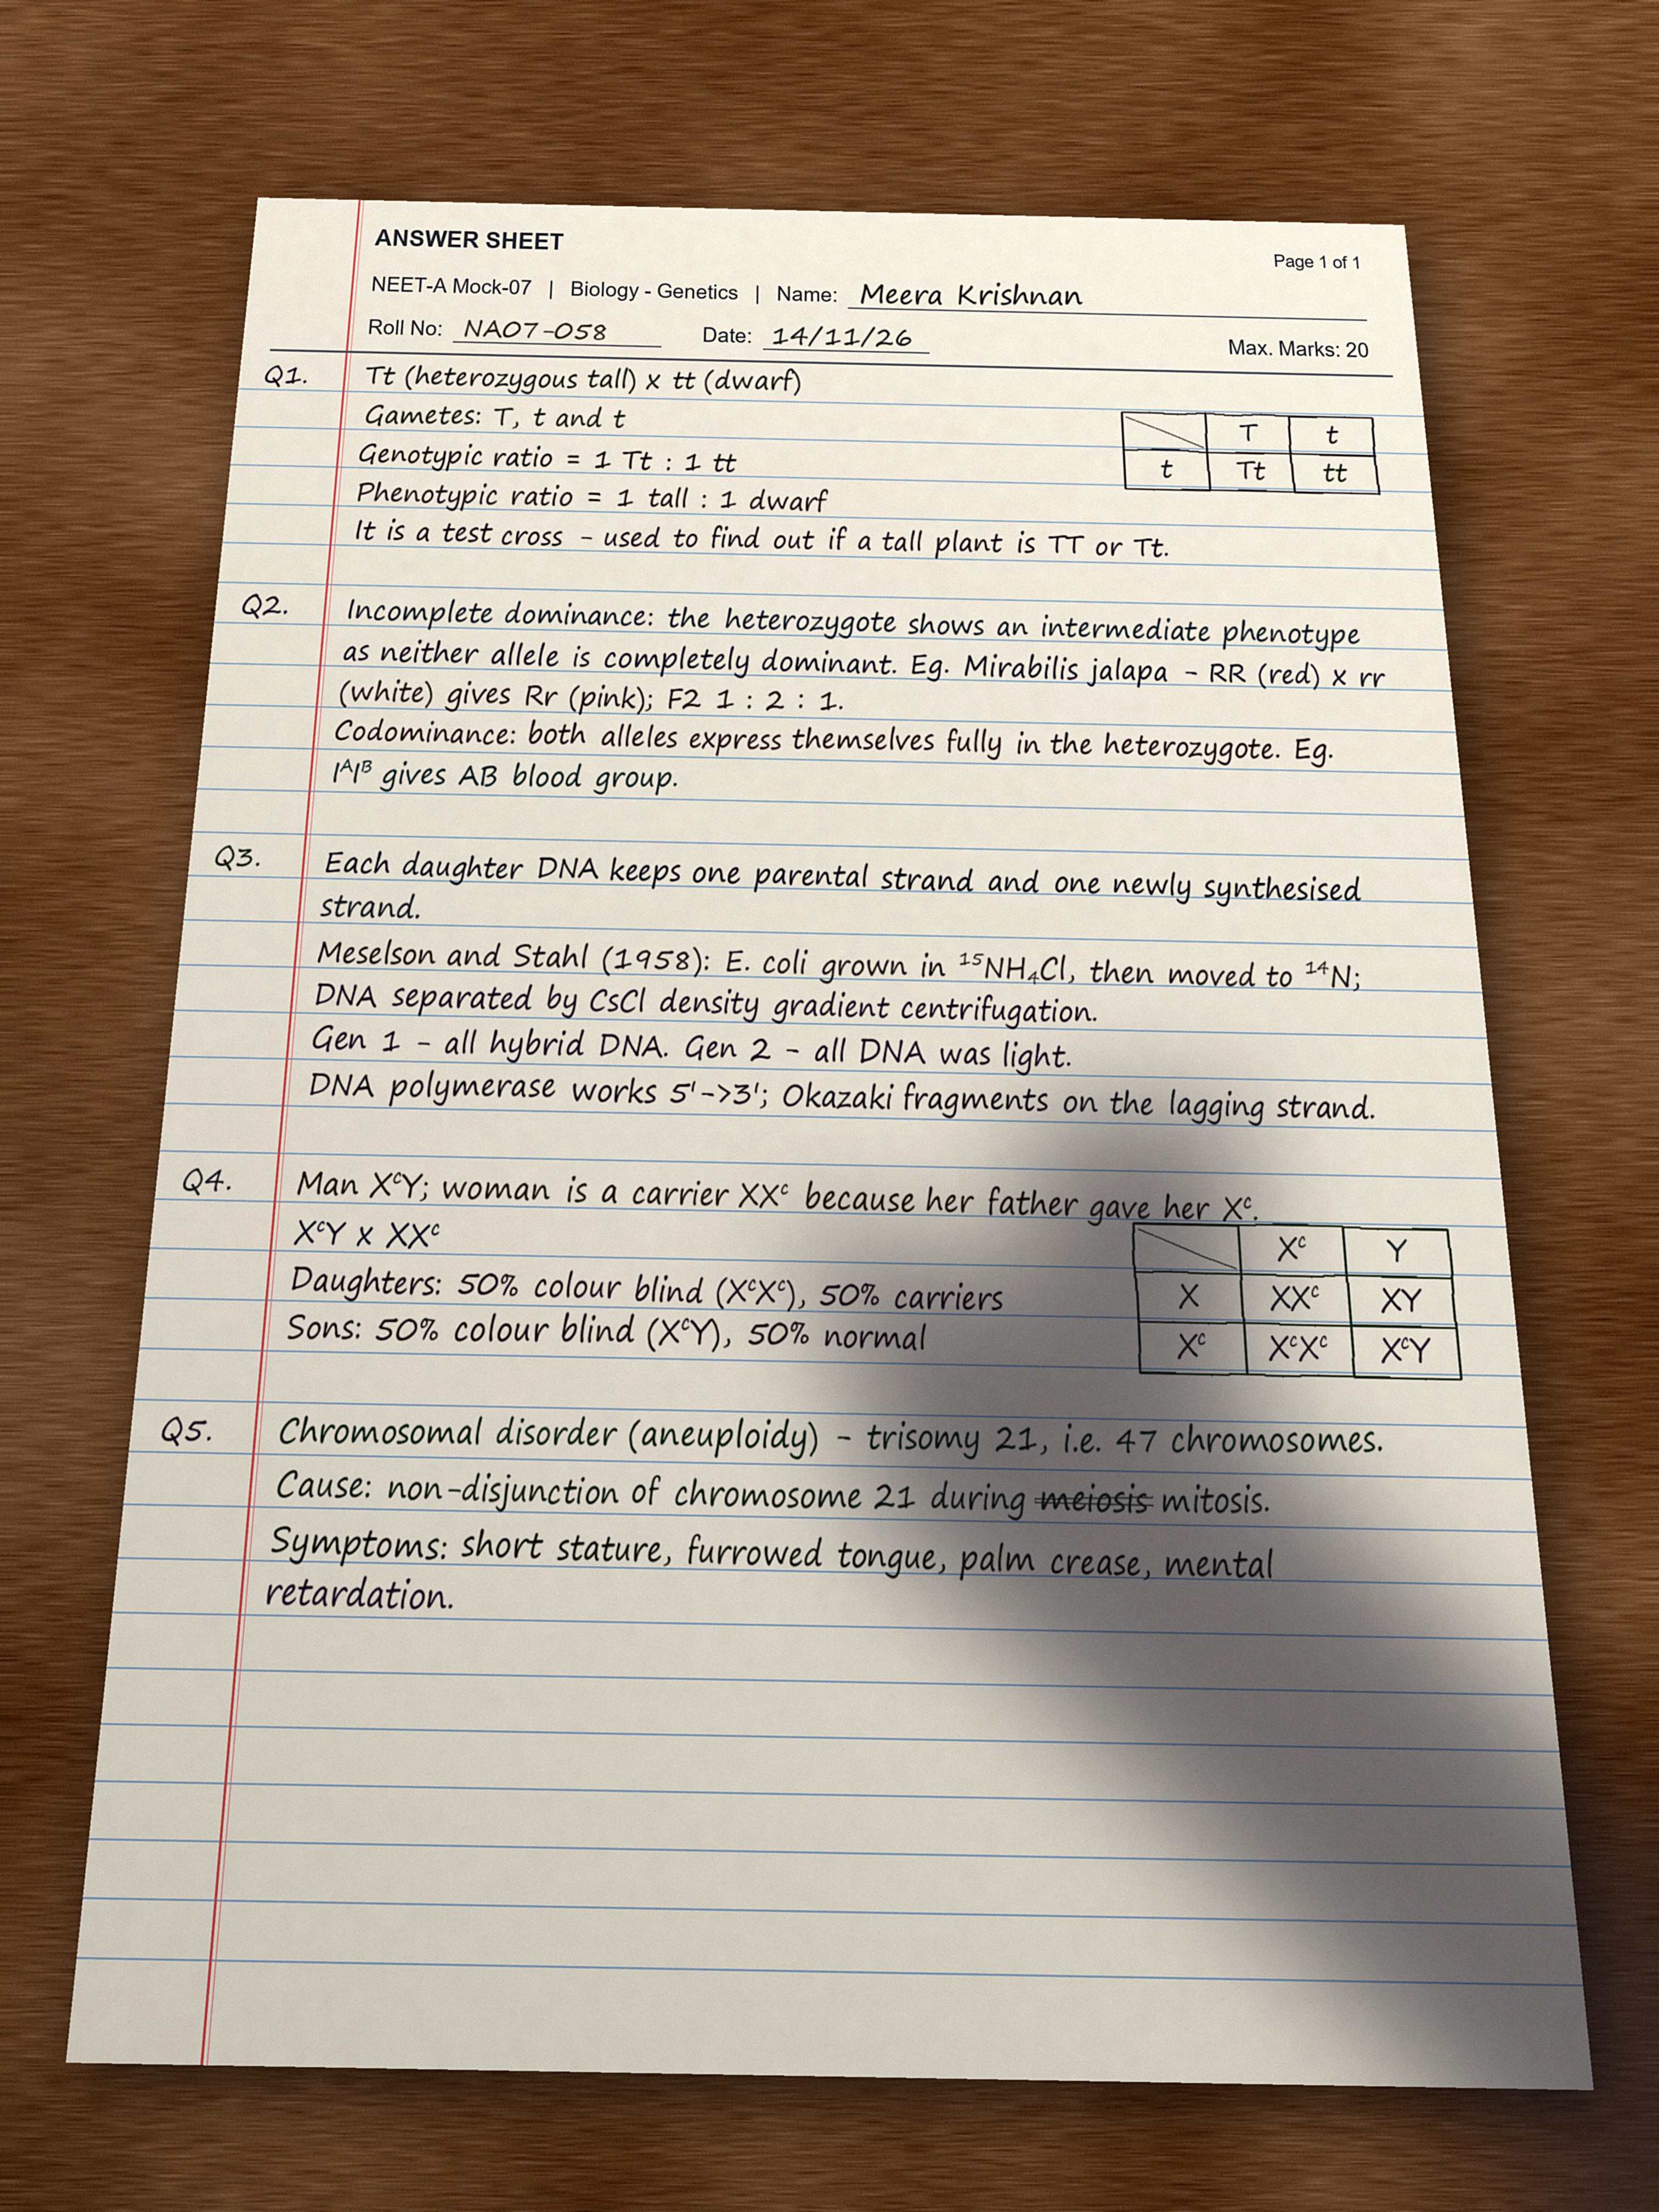 ANSWER SHEET
Page 1 of 1
NEET-A Mock-07 | Biology - Genetics | Name: Meera Krishnan
Roll No: NA07-058 Date: 14/11/26
Max. Marks: 20
Q1. Tt (heterozygous tall) x tt (dwarf)
Gametes: T, t and t
T t
Genotypic ratio = 1 Tt : 1 tt
t Tt tt
Phenotypic ratio = 1 tall : 1 dwarf
It is a test cross - used to find out if a tall plant is TT or Tt.
Q2. Incomplete dominance: the heterozygote shows an intermediate phenotype
as neither allele is completely dominant. Eg. Mirabilis jalapa - RR (red) x rr
(white) gives Rr (pink); F2 1 : 2 : 1.
Codominance: both alleles express themselves fully in the heterozygote. Eg.
IᴬIᴮ gives AB blood group.
Q3. Each daughter DNA keeps one parental strand and one newly synthesised
strand.
Meselson and Stahl (1958): E. coli grown in ¹⁵NH₄Cl, then moved to ¹⁴N;
DNA separated by CsCl density gradient centrifugation.
Gen 1 - all hybrid DNA. Gen 2 - all DNA was light.
DNA polymerase works 5'->3'; Okazaki fragments on the lagging strand.
Q4. Man XᶜY; woman is a carrier XXᶜ because her father gave her Xᶜ.
XᶜY x XXᶜ
Xᶜ Y
Daughters: 50% colour blind (XᶜXᶜ), 50% carriers
X XXᶜ XY
Sons: 50% colour blind (XᶜY), 50% normal
Xᶜ XᶜXᶜ XᶜY
Q5. Chromosomal disorder (aneuploidy) - trisomy 21, i.e. 47 chromosomes.
Cause: non-disjunction of chromosome 21 during meiosis mitosis.
Symptoms: short stature, furrowed tongue, palm crease, mental
retardation.